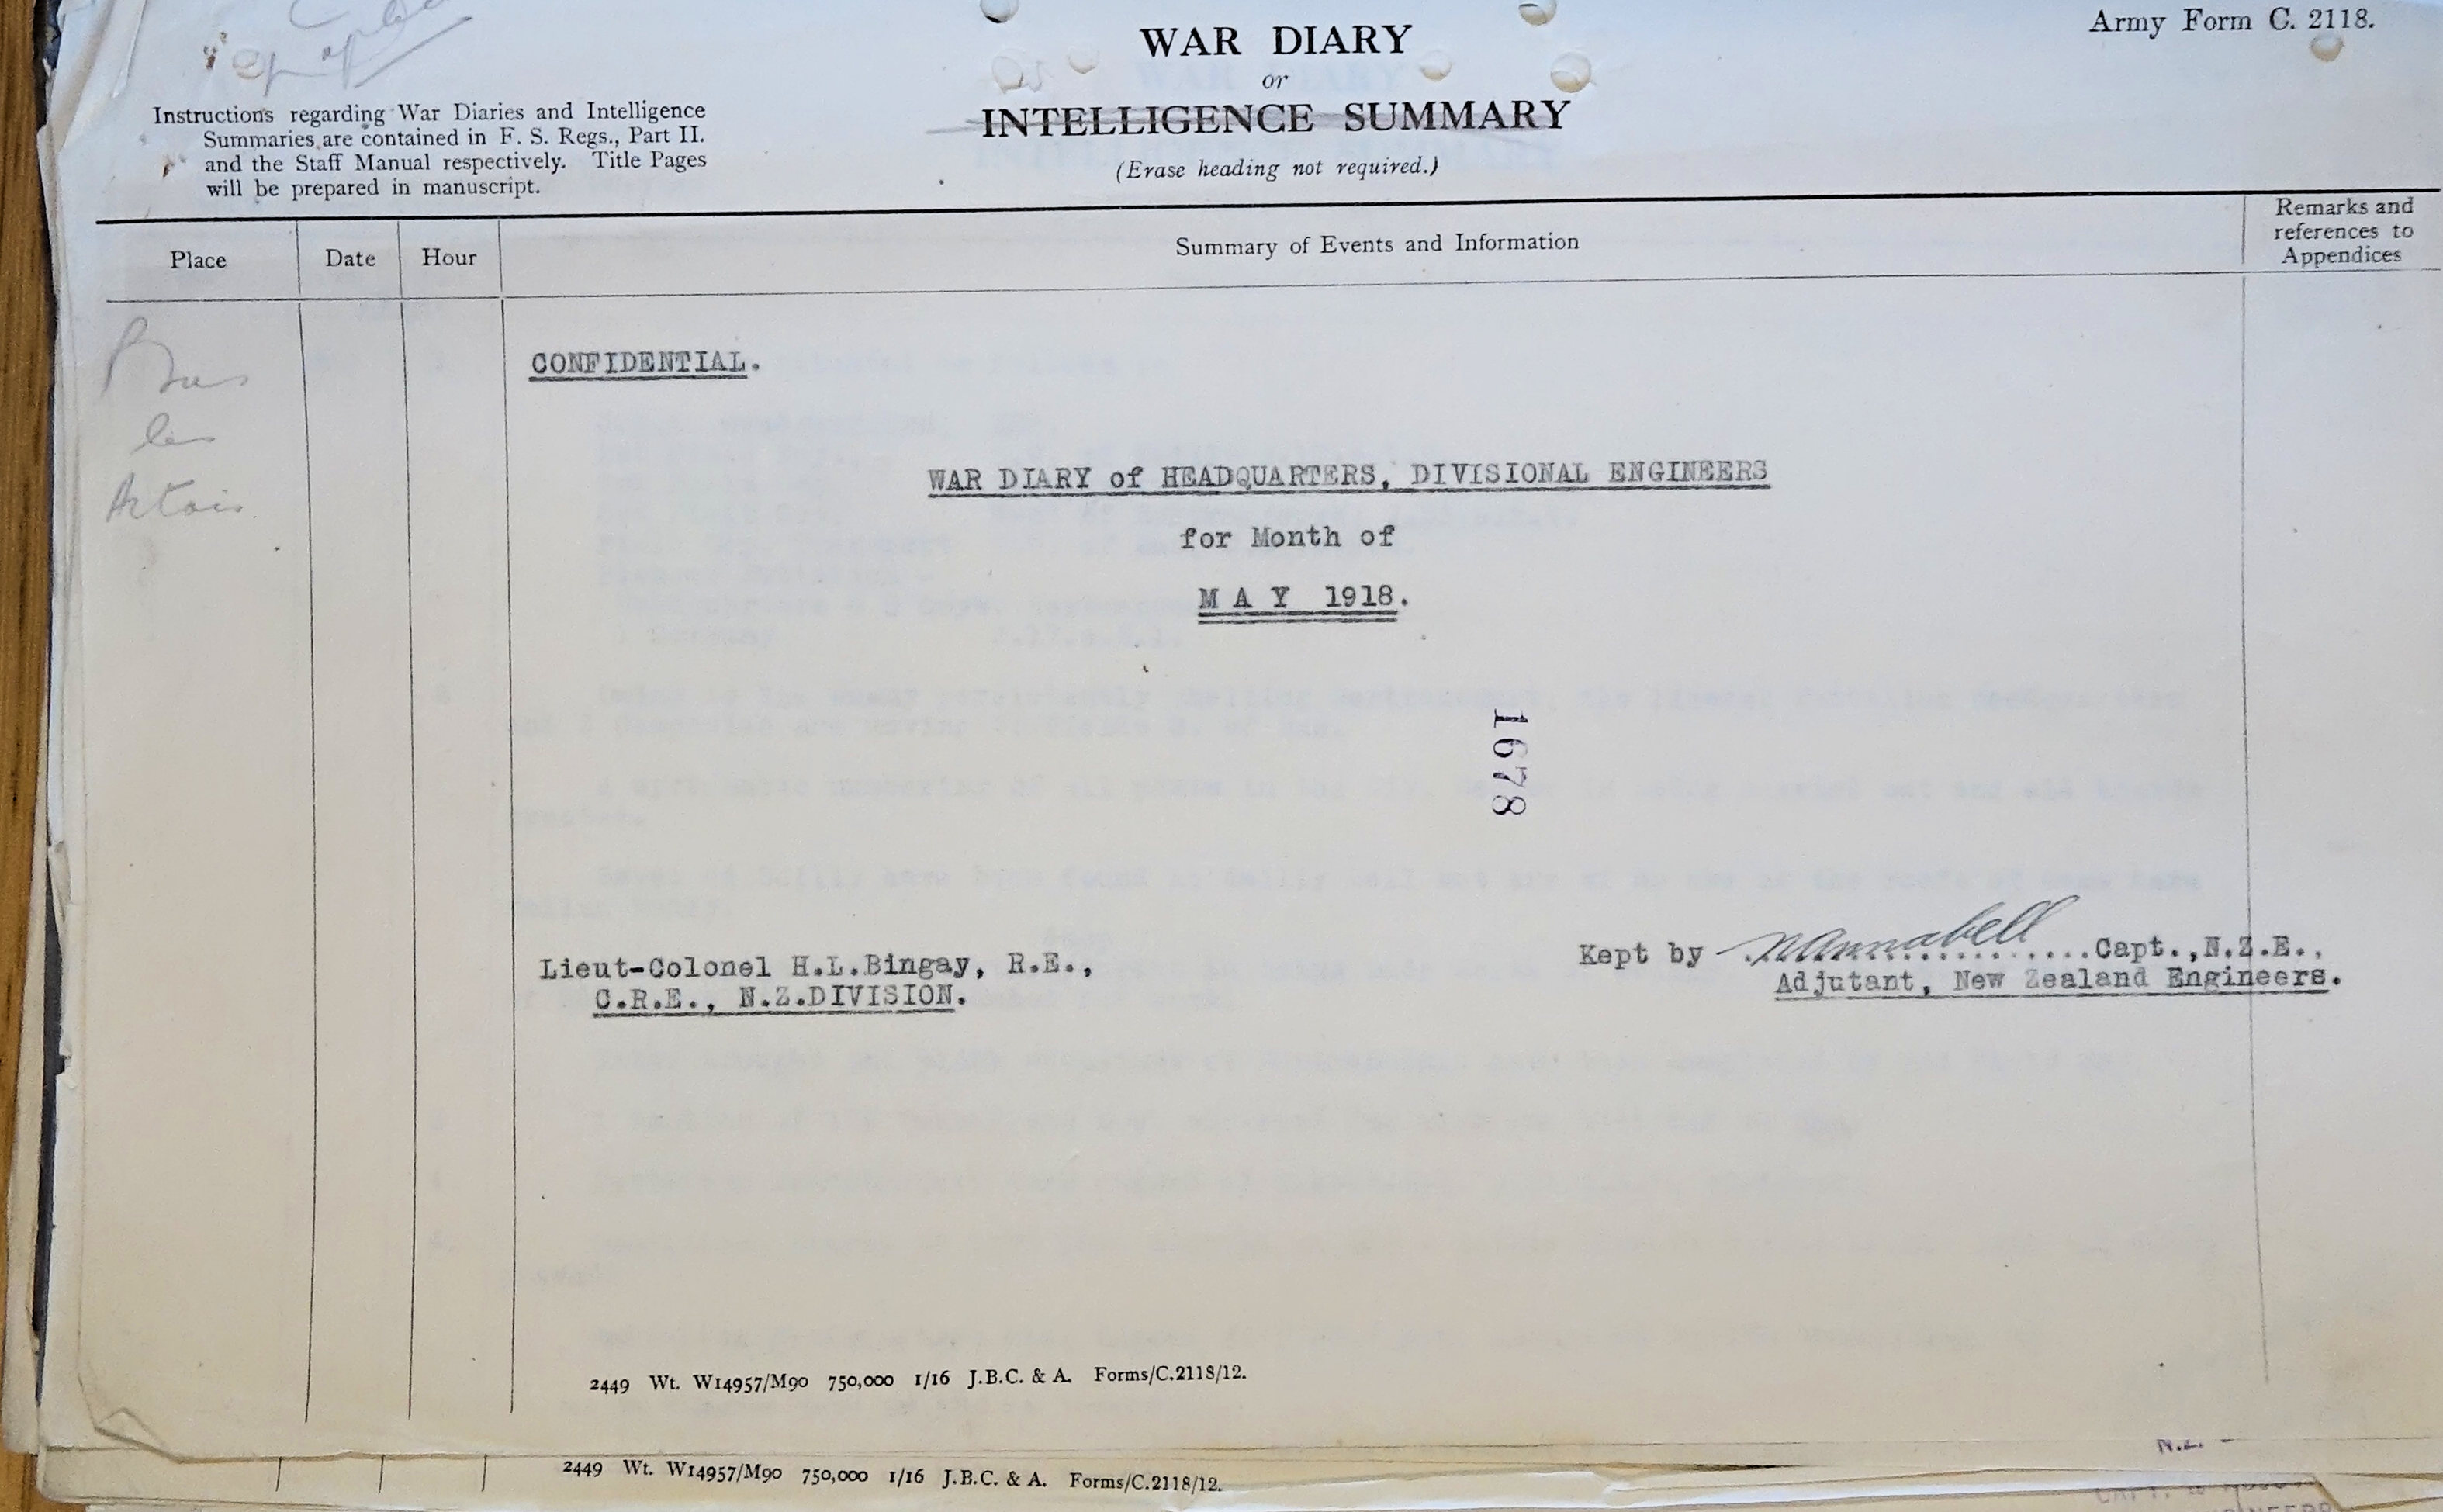 Army Form C. 2118.
WAR DIARY
or
INTELLIGENCE SUMMARY
(Erase heading not required.)
Instructions regarding War Diaries and Intelligence
Summaries are contained in F. S. Regs., Part II.
and the Staff Manual respectively. Title Pages
will be prepared in manuscript.
Place
Date
Hour
Summary of Events and Information
Remarks and
references to
Appendices
Bus
les
Artois
CONFIDENTIAL.
WAR DIARY of HEADQUARTERS, DIVISIONAL ENGINEERS
for Month of
MAY 1918.
1678
Lieut-Colonel H.L.Bingay, R.E.,
C.R.E., N.Z.DIVISION.
Kept by NAnnabell Capt.,N.Z.E.,
Adjutant, New Zealand Engineers.
2449 Wt. W14957/M90 750,000 1/16 J.B.C. & A. Forms/C.2118/12.
2449 Wt. W14957/M90 750,000 1/16 J.B.C. & A. Forms/C.2118/12.
N.Z.